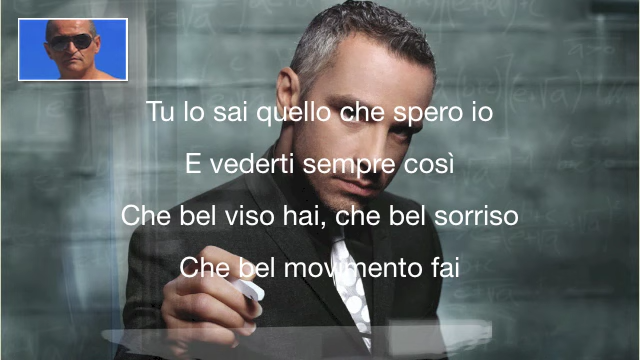 Tu lo sai quello che spero io
E vederti sempre così
Che bel viso hai, che bel sorriso
Che bel movimento fai